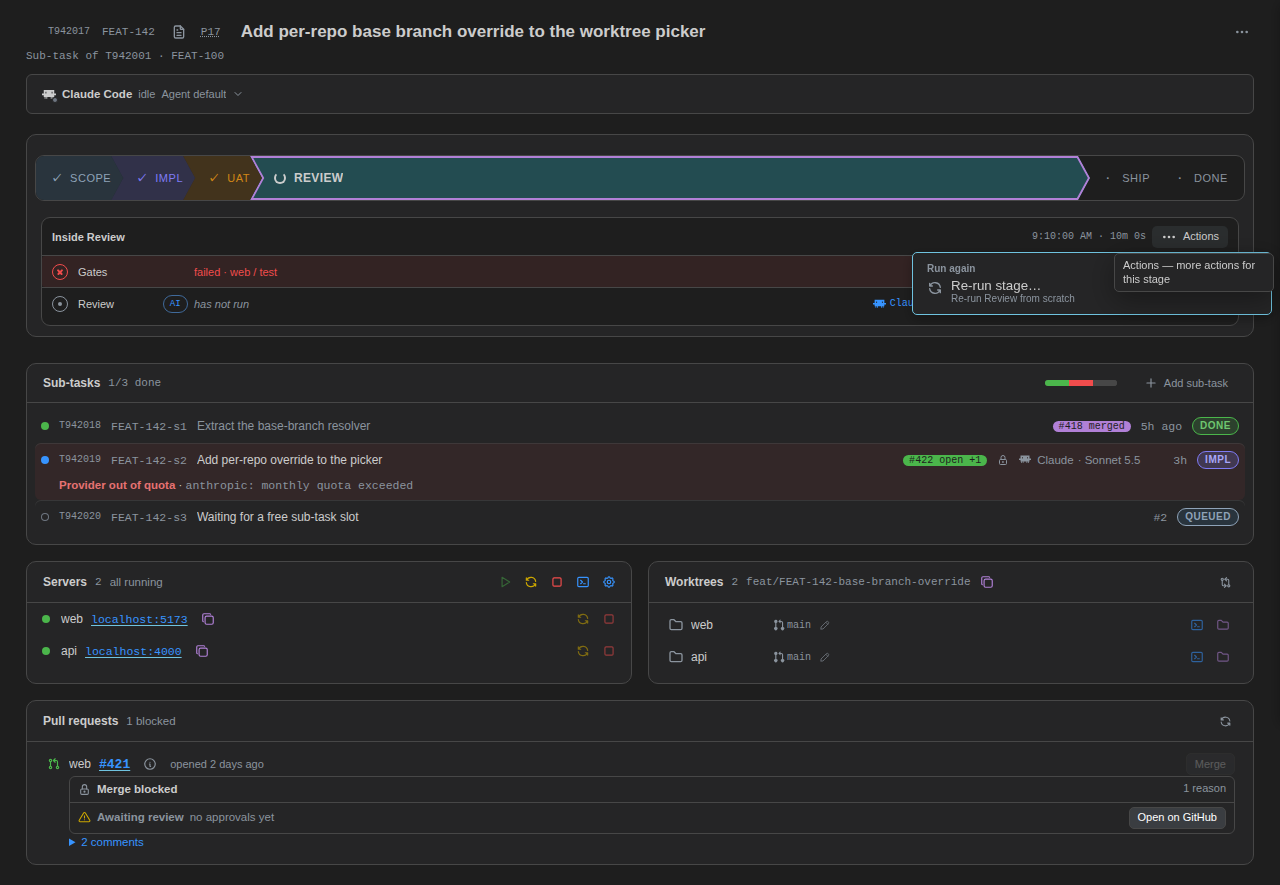 T942017 FEAT-142 P17 Add per-repo base branch override to the worktree picker
Sub-task of T942001 · FEAT-100
Claude Code idle Agent default
SCOPE IMPL UAT REVIEW SHIP DONE
Inside Review 9:10:00 AM · 10m 0s Actions
Gates failed · web / test
Review AI has not run
Run again
Re-run stage…
Re-run Review from scratch
Actions — more actions for
this stage
Sub-tasks 1/3 done Add sub-task
T942018 FEAT-142-s1 Extract the base-branch resolver #418 merged 5h ago DONE
T942019 FEAT-142-s2 Add per-repo override to the picker #422 open +1 Claude · Sonnet 5.5 3h IMPL
Provider out of quota · anthropic: monthly quota exceeded
T942020 FEAT-142-s3 Waiting for a free sub-task slot #2 QUEUED
Servers 2 all running
web localhost:5173
api localhost:4000
Worktrees 2 feat/FEAT-142-base-branch-override
web main
api main
Pull requests 1 blocked
web #421 opened 2 days ago Merge
Merge blocked 1 reason
Awaiting review no approvals yet Open on GitHub
2 comments